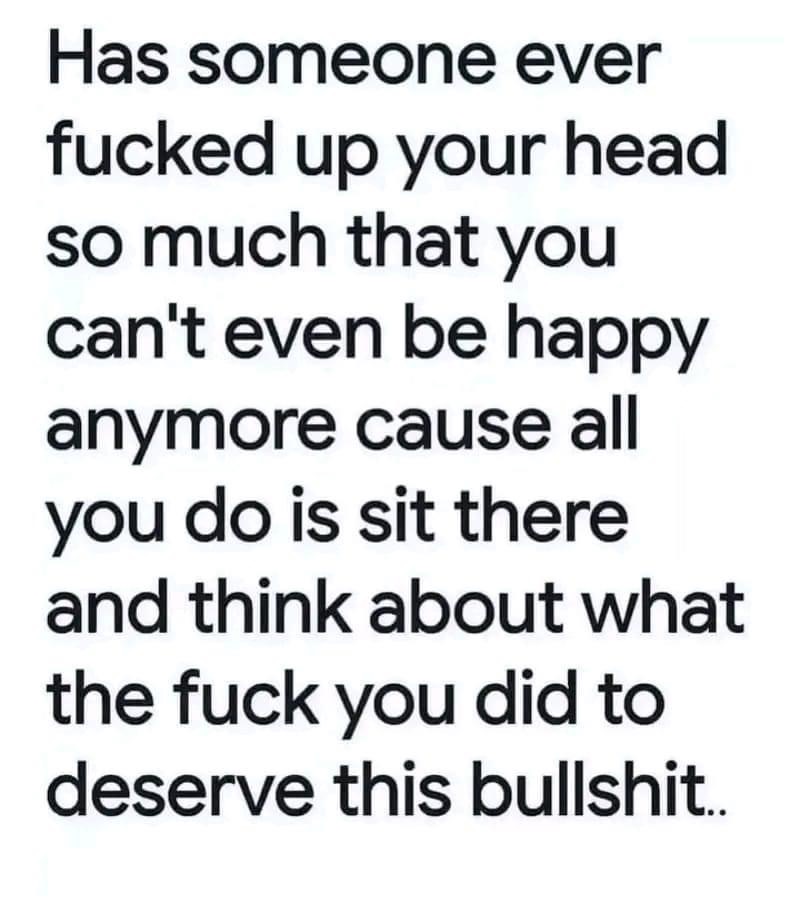 Has someone ever
fucked up your head
so much that you
can't even be happy
anymore cause all
you do is sit there
and think about what
the fuck you did to
deserve this bullshit..